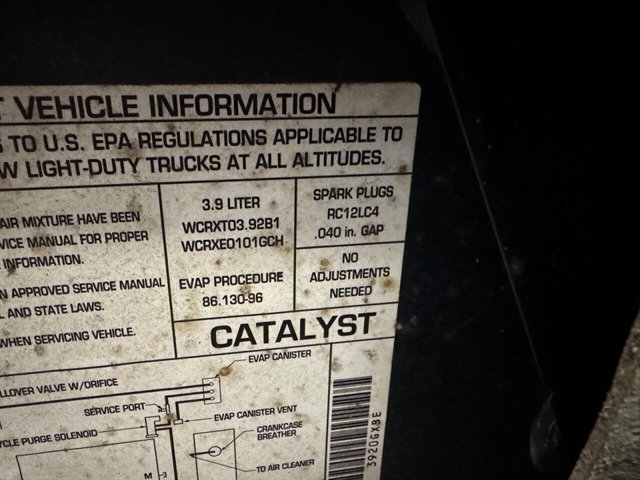 T VEHICLE INFORMATION
S TO U.S. EPA REGULATIONS APPLICABLE TO
W LIGHT-DUTY TRUCKS AT ALL ALTITUDES.
AIR MIXTURE HAVE BEEN
VICE MANUAL FOR PROPER
INFORMATION.
N APPROVED SERVICE MANUAL
L AND STATE LAWS.
WHEN SERVICING VEHICLE.
3.9 LITER
WCRXT03.92B1
WCRXE0101GCH
EVAP PROCEDURE
86.130-96
SPARK PLUGS
RC12LC4
.040 in. GAP
NO
ADJUSTMENTS
NEEDED
CATALYST
EVAP CANISTER
LLOVER VALVE W/ORIFICE
SERVICE PORT
EVAP CANISTER VENT
CLE PURGE SOLENOID
CRANKCASE
BREATHER
TO AIR CLEANER
M
3920GXBE